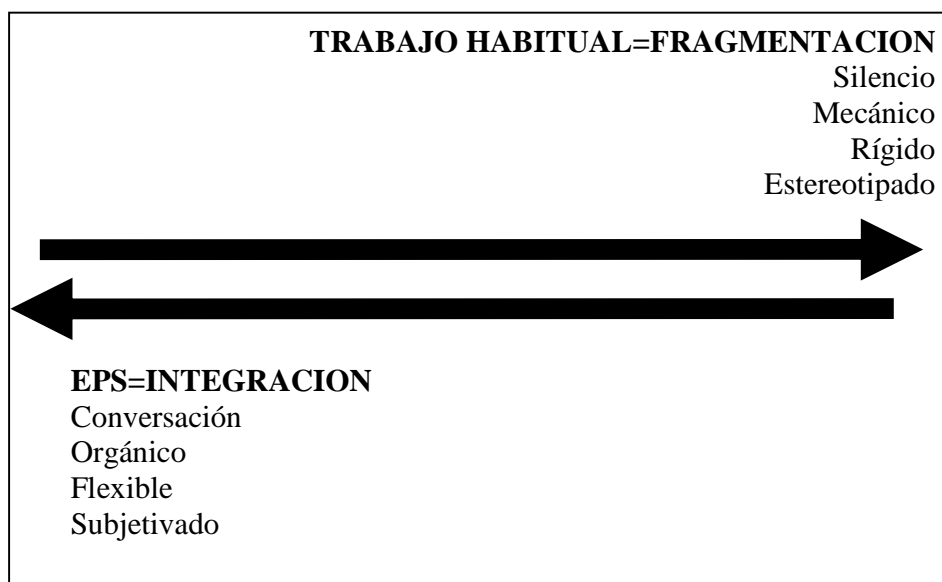 TRABAJO HABITUAL=FRAGMENTACION
Silencio
Mecánico
Rígido
Estereotipado
EPS=INTEGRACION
Conversación
Orgánico
Flexible
Subjetivado